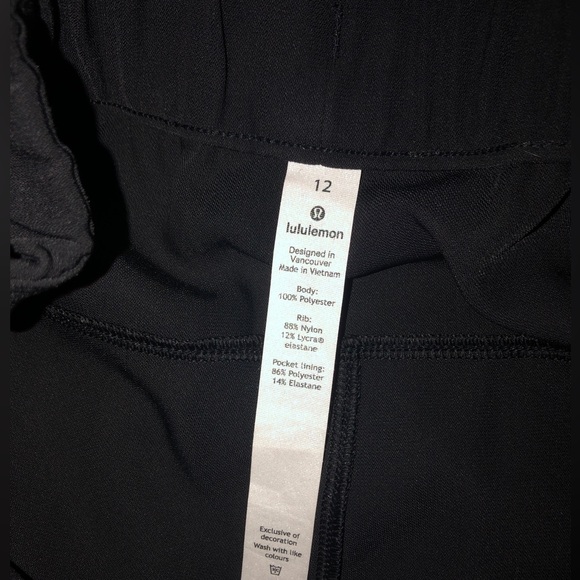 12
lululemon
Designed in
Vancouver
Made in Vietnam
Body:
100% Polyester
Rib:
88% Nylon
12% Lycra®
elastane
Pocket lining:
86% Polyester
14% Elastane
Exclusive of
decoration
Wash with like
colours